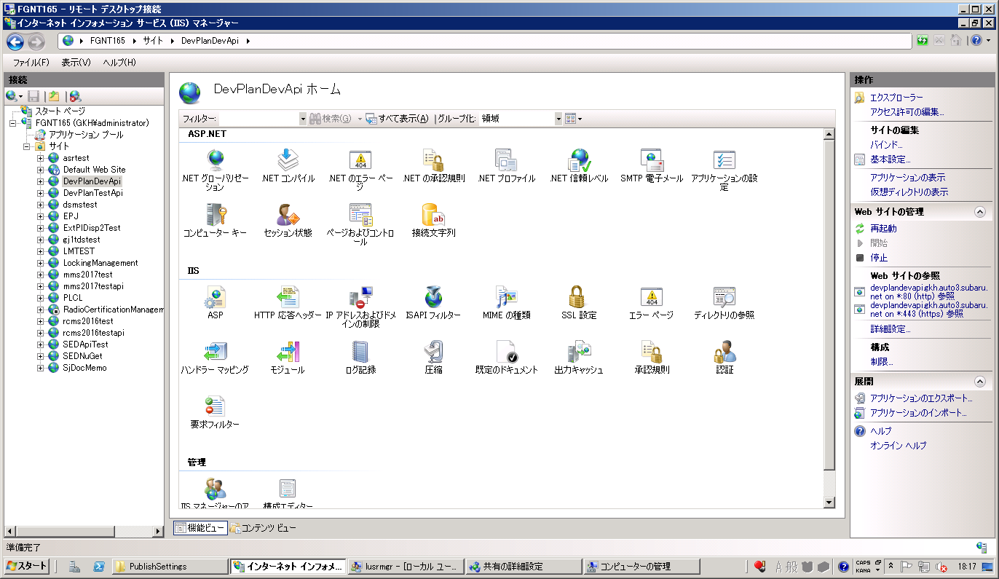 FGNT165 - リモート デスクトップ接続
インターネット インフォメーション サービス (IIS) マネージャー
FGNT165
サイト
DevPlanDevApi
ファイル(F)
表示(V)
ヘルプ(H)
接続
スタート ページ
FGNT165 (GKH¥administrator)
アプリケーション プール
サイト
asrtest
Default Web Site
DevPlanDevApi
DevPlanTestApi
dsmstest
EPJ
ExtPlDisp2Test
gj1tdstest
LMTEST
LockingManagement
mms2017test
mms2017testapi
PLCL
RadioCertificationManagem
rcms2016test
rcms2016testapi
SEDApiTest
SEDNuGet
SjDocMemo
DevPlanDevApi ホーム
フィルター:
検索(G)
すべて表示(A)
グループ化:
領域
ASP.NET
.NET グローバリゼー
ション
.NET コンパイル
.NET のエラー ペー
ジ
404
.NET の承認規則
.NET プロファイル
.NET 信頼レベル
SMTP 電子メール
アプリケーションの設
定
コンピューター キー
セッション状態
ページおよびコントロ
ール
ab
接続文字列
IIS
ASP
HTTP 応答ヘッダー
IP アドレスおよびドメ
インの制限
ISAPI フィルター
MIME の種類
SSL 設定
404
エラー ページ
ディレクトリの参照
ハンドラー マッピング
モジュール
ログ記録
圧縮
既定のドキュメント
出力キャッシュ
承認規則
認証
要求フィルター
管理
IIS マネージャーのア
構成エディター
機能ビュー
コンテンツ ビュー
操作
エクスプローラー
アクセス許可の編集...
サイトの編集
バインド...
基本設定...
アプリケーションの表示
仮想ディレクトリの表示
Web サイトの管理
再起動
開始
停止
Web サイトの参照
devplandevapi.gkh.auto3.subaru.
net on *:80 (http) 参照
devplandevapi.gkh.auto3.subaru.
net on *:443 (https) 参照
詳細設定...
構成
制限...
展開
アプリケーションのエクスポート...
アプリケーションのインポート...
ヘルプ
オンライン ヘルプ
準備完了
スタート
PublishSettings
インターネット インフォメ...
lusrmgr - [ローカル ユー...
共有の詳細設定
コンピューターの管理
A 般
CAPS
KANA
18:17